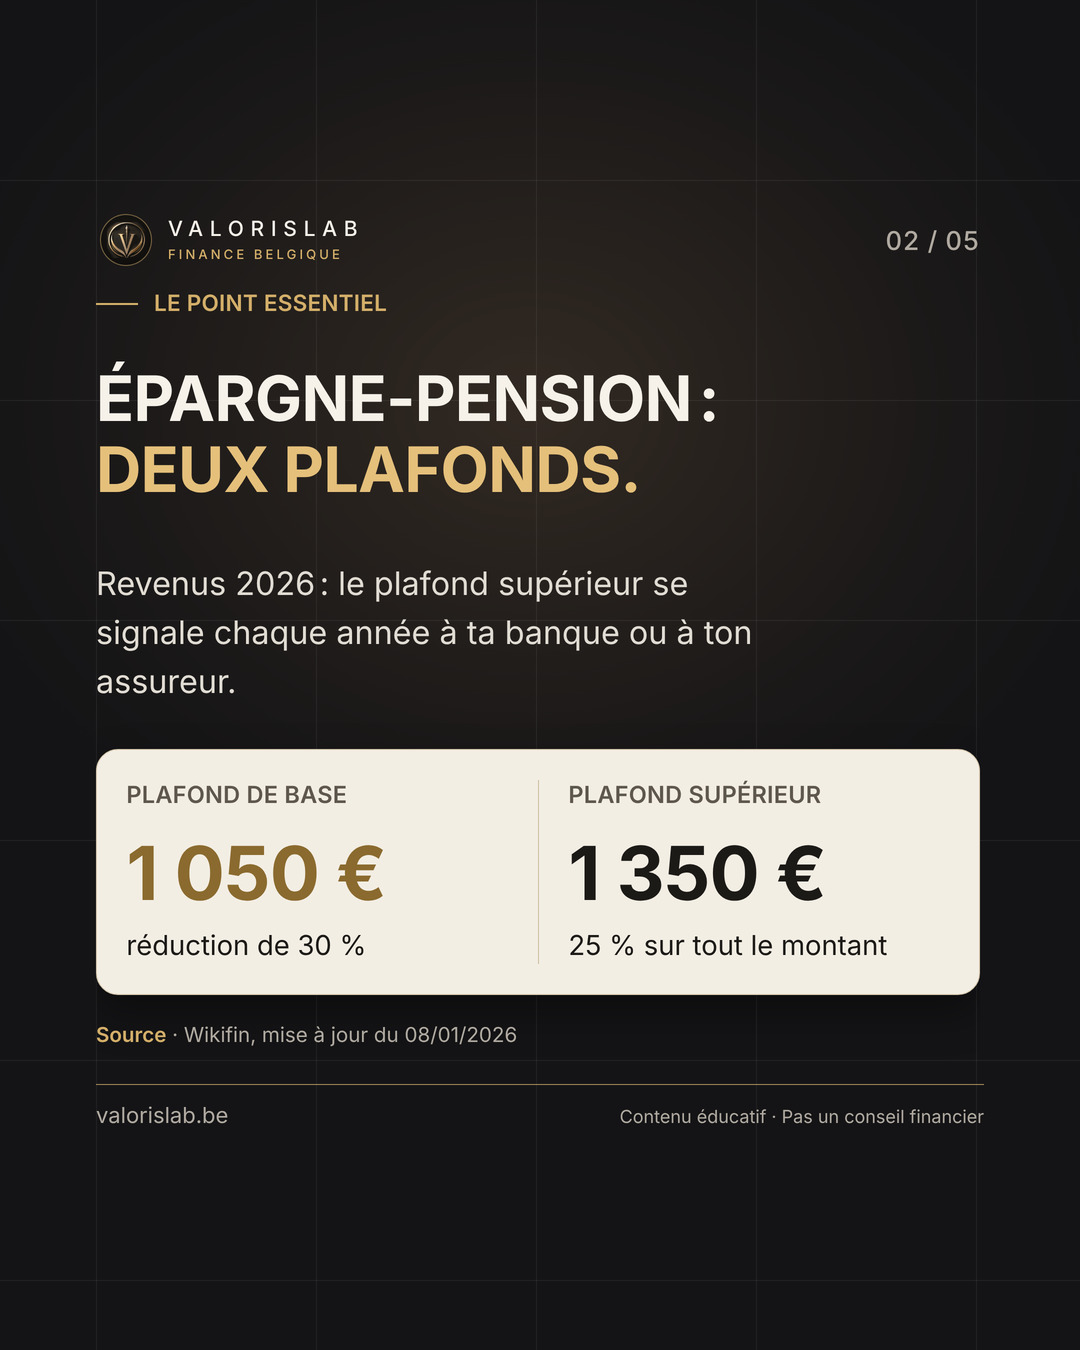 VALORISLAB
FINANCE BELGIQUE
02 / 05
LE POINT ESSENTIEL
ÉPARGNE-PENSION :
DEUX PLAFONDS.
Revenus 2026 : le plafond supérieur se
signale chaque année à ta banque ou à ton
assureur.
PLAFOND DE BASE
1 050 €
réduction de 30 %
PLAFOND SUPÉRIEUR
1 350 €
25 % sur tout le montant
Source · Wikifin, mise à jour du 08/01/2026
valorislab.be
Contenu éducatif · Pas un conseil financier